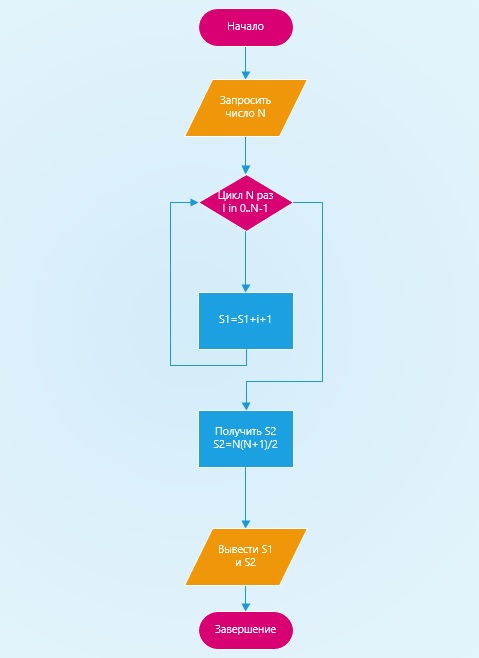 Начало
Запросить
число N
Цикл N раз
I in 0..N-1
S1=S1+i+1
Получить S2
S2=N(N+1)/2
Вывести S1
и S2
Завершение